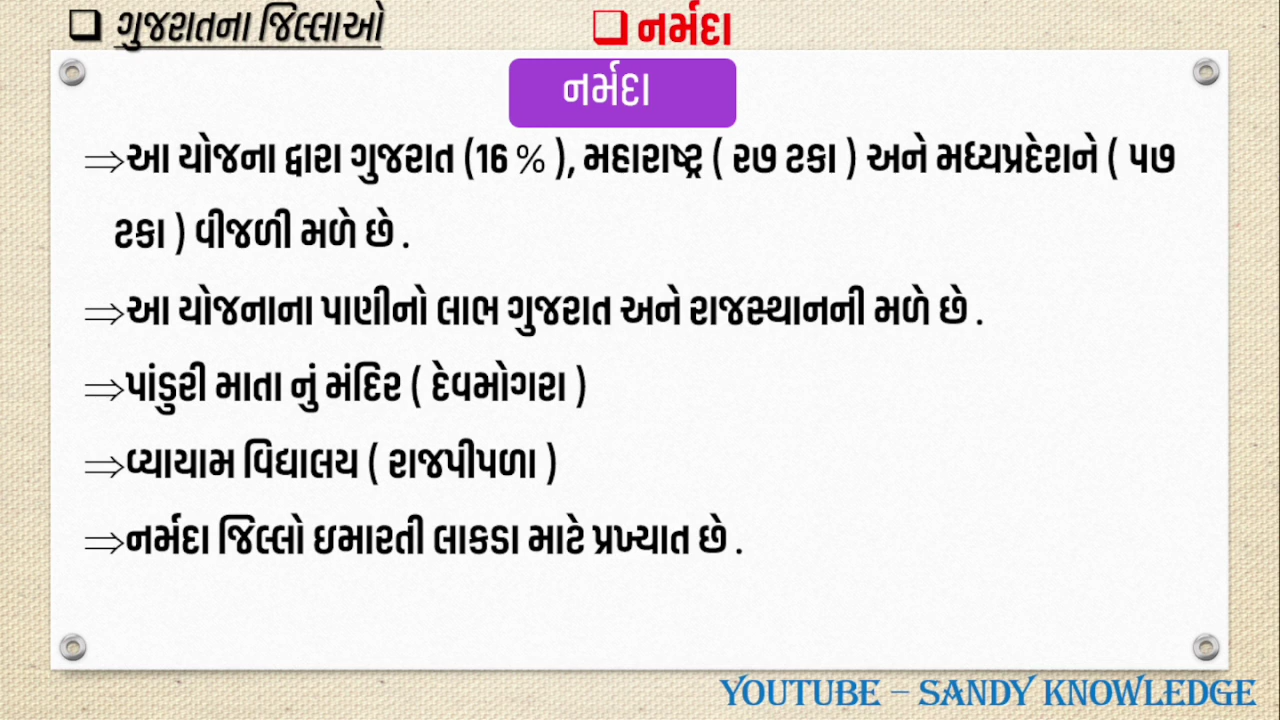 ❑ ગુજરાતના જિલ્લાઓ
❑ નર્મદા
નર્મદા
⇒આ યોજના દ્વારા ગુજરાત (16 % ), મહારાષ્ટ્ર ( ૨૭ ટકા ) અને મધ્યપ્રદેશને ( ૫૭
ટકા ) વીજળી મળે છે .
⇒આ યોજનાના પાણીનો લાભ ગુજરાત અને રાજસ્થાનની મળે છે .
⇒પાંડુરી માતા નું મંદિર ( દેવમોગરા )
⇒વ્યાયામ વિદ્યાલય ( રાજપીપળા )
⇒નર્મદા જિલ્લો ઇમારતી લાકડા માટે પ્રખ્યાત છે .
YOUTUBE – SANDY KNOWLEDGE